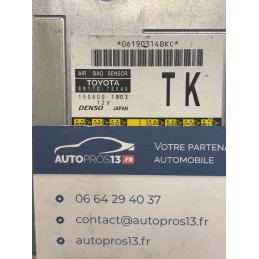 *06190314BKC*
AIR BAG SENSOR
TOYOTA
89170-78040
150800-1903
12V
DENSO JAPAN
TK
AUTOPROS13.FR
VOTRE PARTENA
AUTOMOBILE
06 64 29 40 37
contact@autopros13.fr
autopros13.fr